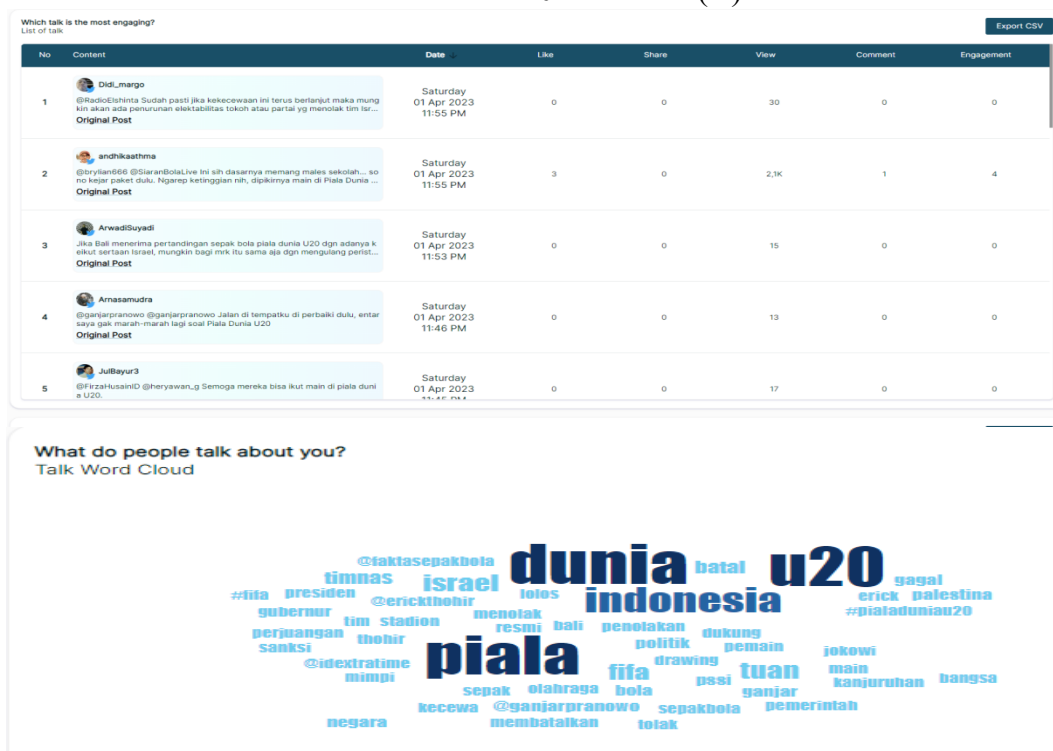 Which talk is the most engaging?
List of talk
Export CSV
No Content Date Like Share View Comment Engagement
Didi_margo
1 @RadioElshinta Sudah pasti jika kekecewaan ini terus berlanjut maka mung
kin akan ada penurunan elektabilitas tokoh atau partai yg menolak tim Isr...
Original Post
Saturday
01 Apr 2023
11:55 PM
0 0 30 0 0
andhikaathma
2 @brylian666 @SiaranBolaLive Ini sih dasarnya memang males sekolah... so
no kejar paket dulu. Ngarep ketinggian nih, dipikirnya main di Piala Dunia ...
Original Post
Saturday
01 Apr 2023
11:55 PM
3 0 2,1K 1 4
ArwadiSuyadi
3 Jika Bali menerima pertandingan sepak bola piala dunia U20 dgn adanya k
eikut sertaan Israel, mungkin bagi mrk itu sama aja dgn mengulang perist...
Original Post
Saturday
01 Apr 2023
11:53 PM
0 0 15 0 0
Arnasamudra
4 @ganjarpranowo @ganjarpranowo Jalan di tempatku di perbaiki dulu, entar
saya gak marah-marah lagi soal Piala Dunia U20
Original Post
Saturday
01 Apr 2023
11:46 PM
0 0 13 0 0
JulBayur3
5 @FirzaHusainID @heryawan_g Semoga mereka bisa ikut main di piala duni
a U20.
Saturday
01 Apr 2023
11:45 PM
0 0 17 0 0
What do people talk about you?
Talk Word Cloud
@faktasepakbola dunia batal u20
timnas israel gagal
#fifa presiden @erickthohir lolos indonesia erick palestina
gubernur menolak #pialaduniau20
tim stadion resmi bali penolakan
perjuangan thohir dukung
sanksi piala politik pemain jokowi
@idextratime drawing main
mimpi fifa pssi tuan kanjuruhan bangsa
sepak olahraga bola ganjar
kecewa @ganjarpranowo sepakbola pemerintah
negara membatalkan tolak